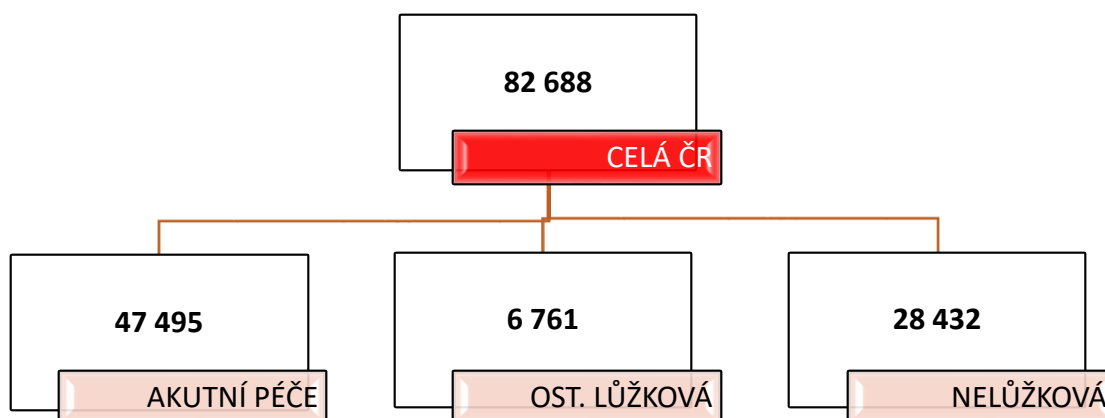 82 688
CELÁ ČR
47 495
AKUTNÍ PÉČE
6 761
OST. LŮŽKOVÁ
28 432
NELŮŽKOVÁ